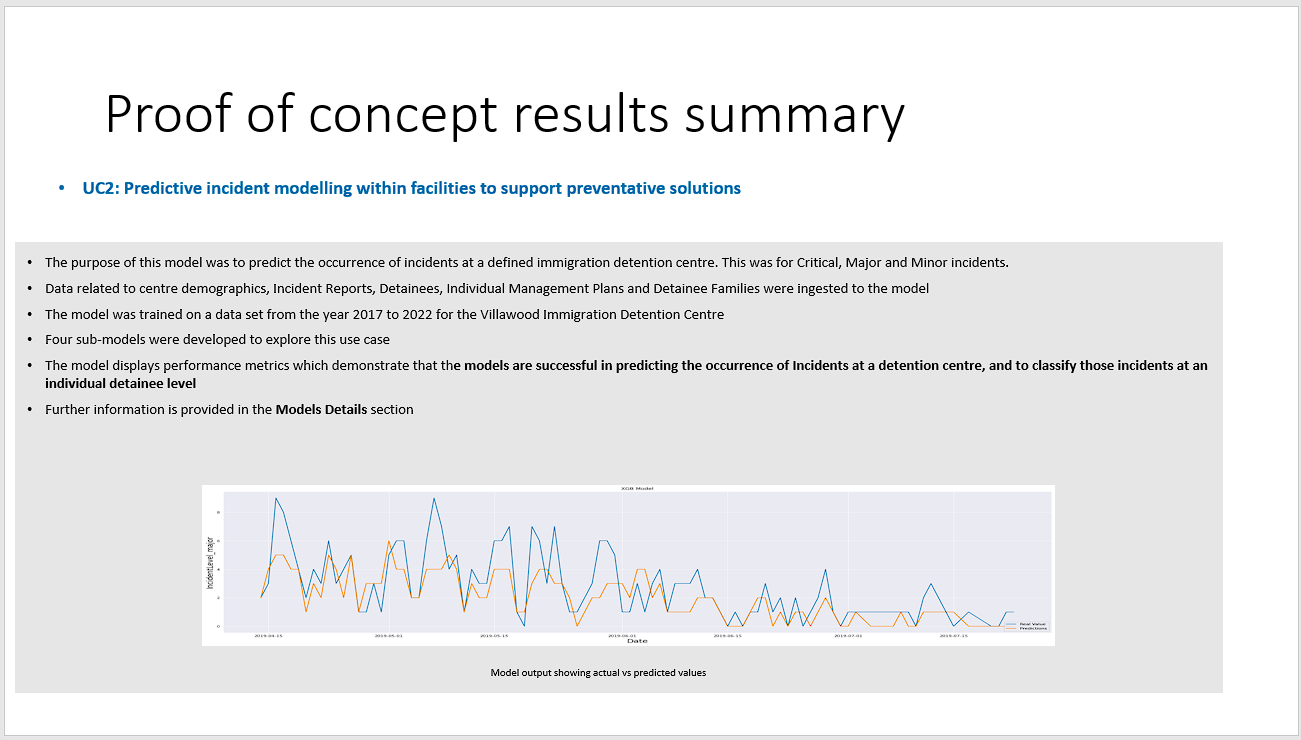 Proof of concept results summary
• UC2: Predictive incident modelling within facilities to support preventative solutions
• The purpose of this model was to predict the occurrence of incidents at a defined immigration detention centre. This was for Critical, Major and Minor incidents.
• Data related to centre demographics, Incident Reports, Detainees, Individual Management Plans and Detainee Families were ingested to the model
• The model was trained on a data set from the year 2017 to 2022 for the Villawood Immigration Detention Centre
• Four sub-models were developed to explore this use case
• The model displays performance metrics which demonstrate that the models are successful in predicting the occurrence of Incidents at a detention centre, and to classify those incidents at an
individual detainee level
• Further information is provided in the Models Details section
XGB Model
IncidentLevel_major
8
6
4
2
0
2019-04-15 2019-05-01 2019-05-15 2019-06-01 2019-06-15 2019-07-01 2019-07-15
Date
Real Value
Predictions
Model output showing actual vs predicted values